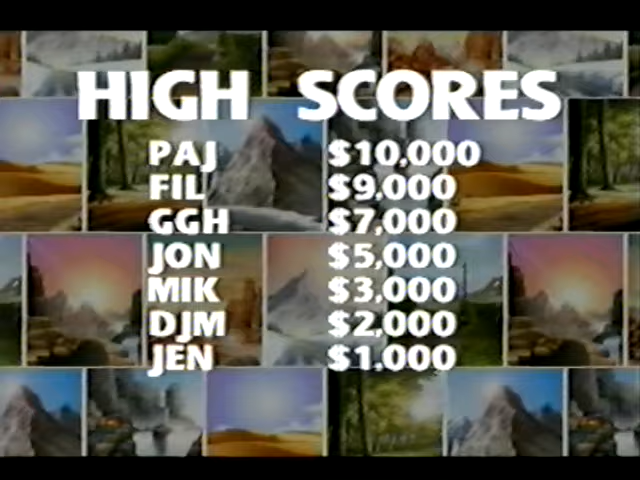 HIGH SCORES
PAJ $10,000
FIL $9,000
GGH $7,000
JON $5,000
MIK $3,000
DJM $2,000
JEN $1,000